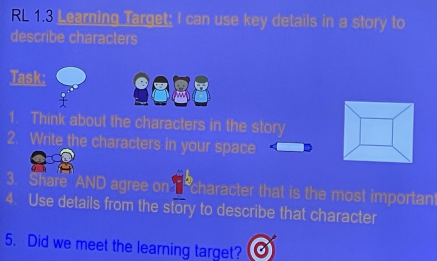 RL 1.3 Learning Target: I can use key details in a story to
describe characters
Task:
1. Think about the characters in the story
2. Write the characters in your space
3. Share AND agree on 1 character that is the most important
4. Use details from the story to describe that character
5. Did we meet the learning target?